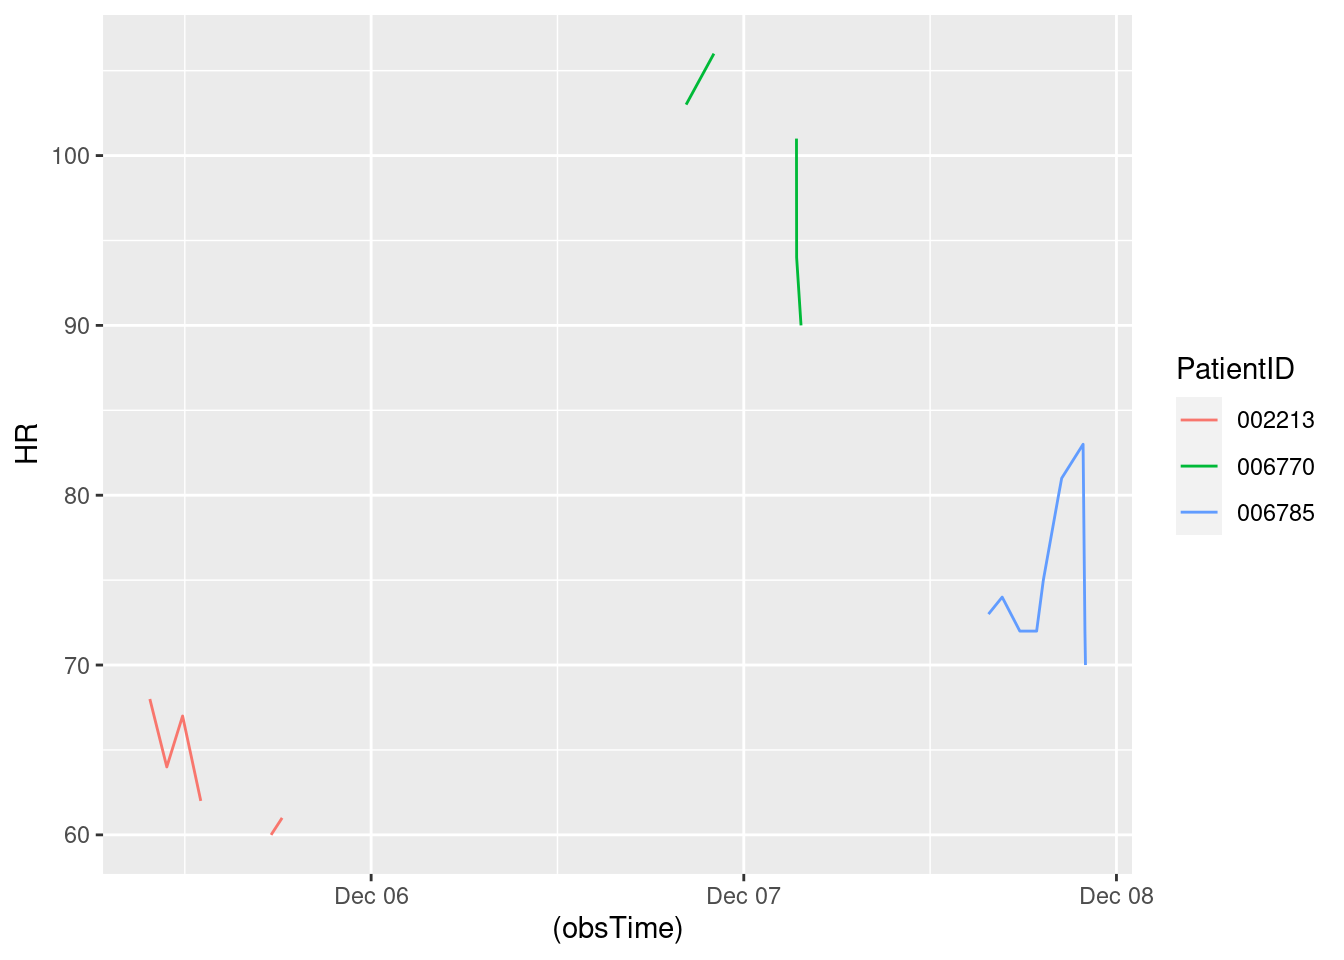 HR
100
90
80
70
60
Dec 06
Dec 07
Dec 08
(obsTime)
PatientID
002213
006770
006785